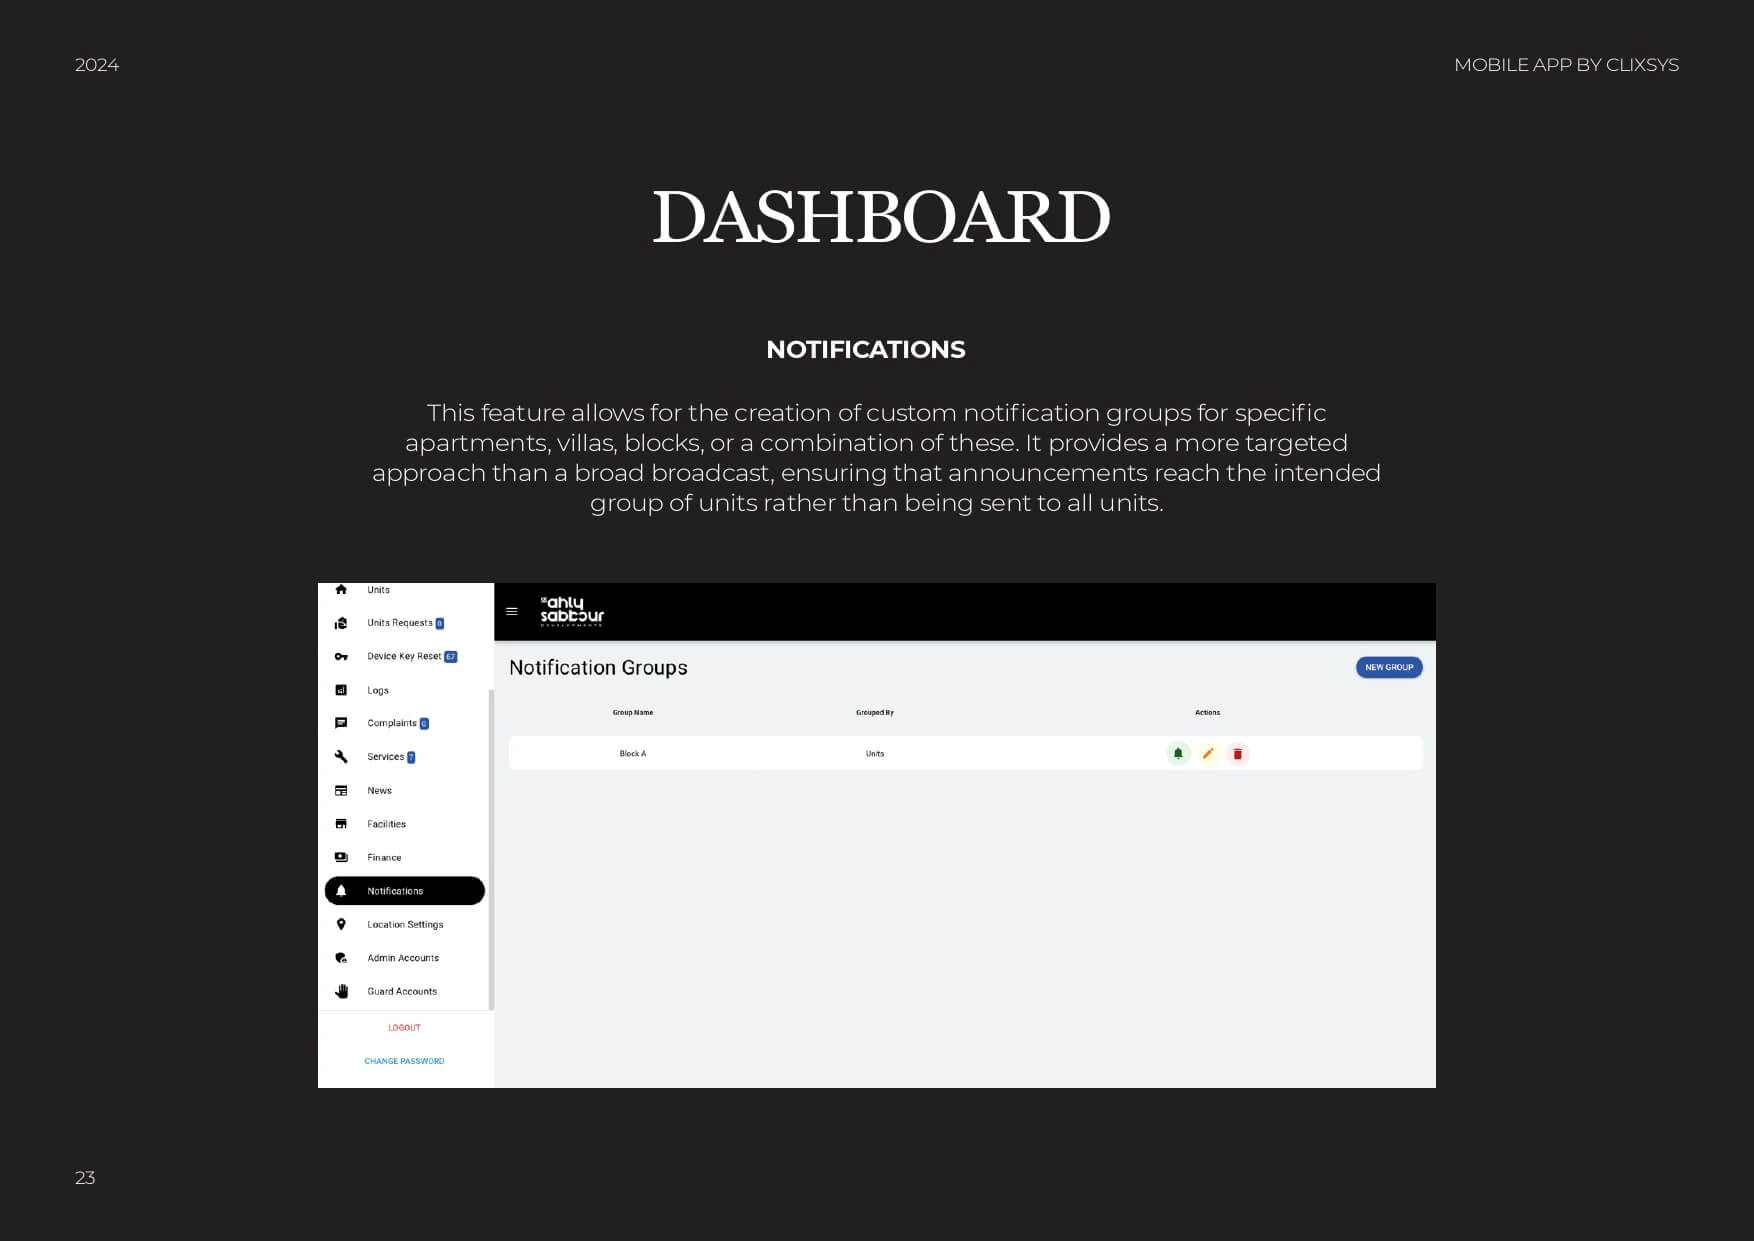 2024
MOBILE APP BY CLIXSYS
DASHBOARD
NOTIFICATIONS
This feature allows for the creation of custom notification groups for specific
apartments, villas, blocks, or a combination of these. It provides a more targeted
approach than a broad broadcast, ensuring that announcements reach the intended
group of units rather than being sent to all units.
Units
Units Requests
Device Key Reset 67
Logs
Complaints
Services 7
News
Facilities
Finance
Notifications
Location Settings
Admin Accounts
Guard Accounts
LOGOUT
CHANGE PASSWORD
ahly
sabbour
DEVELOPMENTS
Notification Groups
NEW GROUP
Group Name Grouped By Actions
Block A Units
23